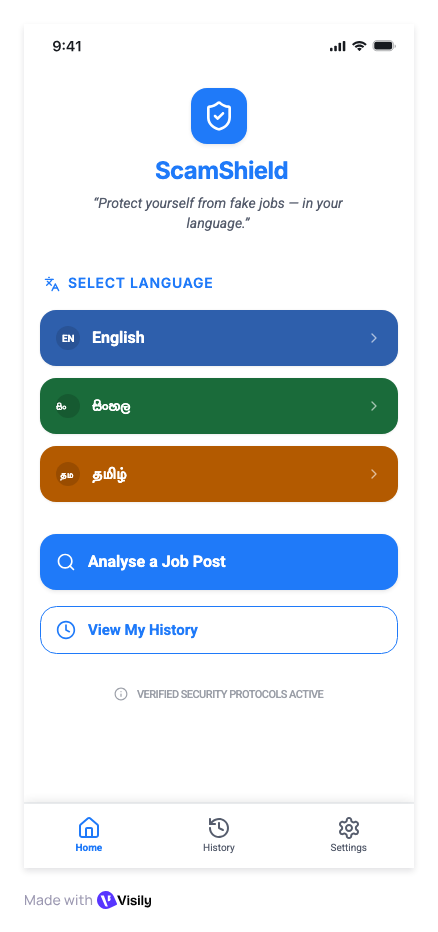 9:41
ScamShield
“Protect yourself from fake jobs — in your
language.”
SELECT LANGUAGE
EN English
සිං සිංහල
தம தமிழ்
Analyse a Job Post
View My History
VERIFIED SECURITY PROTOCOLS ACTIVE
Home History Settings
Made with Visily